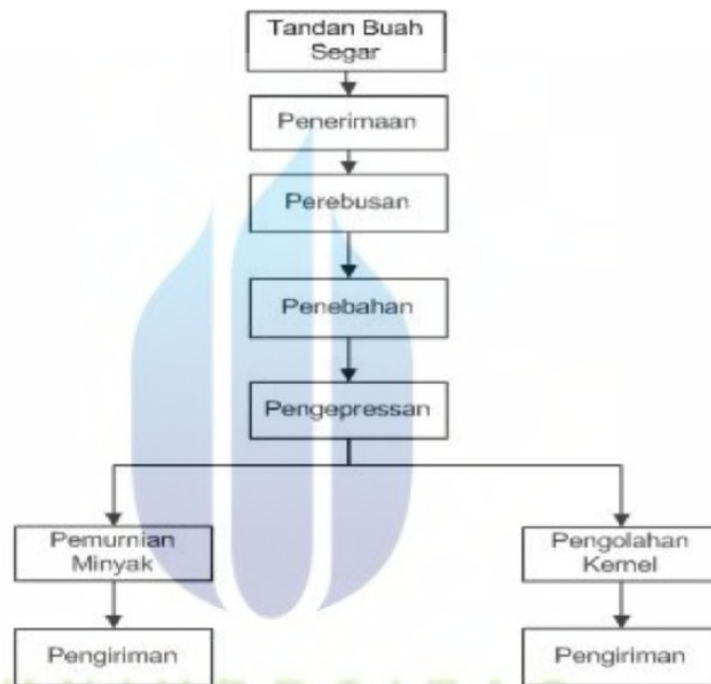 Tandan Buah
Segar
Penerimaan
Perebusan
Penebahan
Pengepressan
Pemurnian
Minyak
Pengolahan
Kernel
Pengiriman
Pengiriman